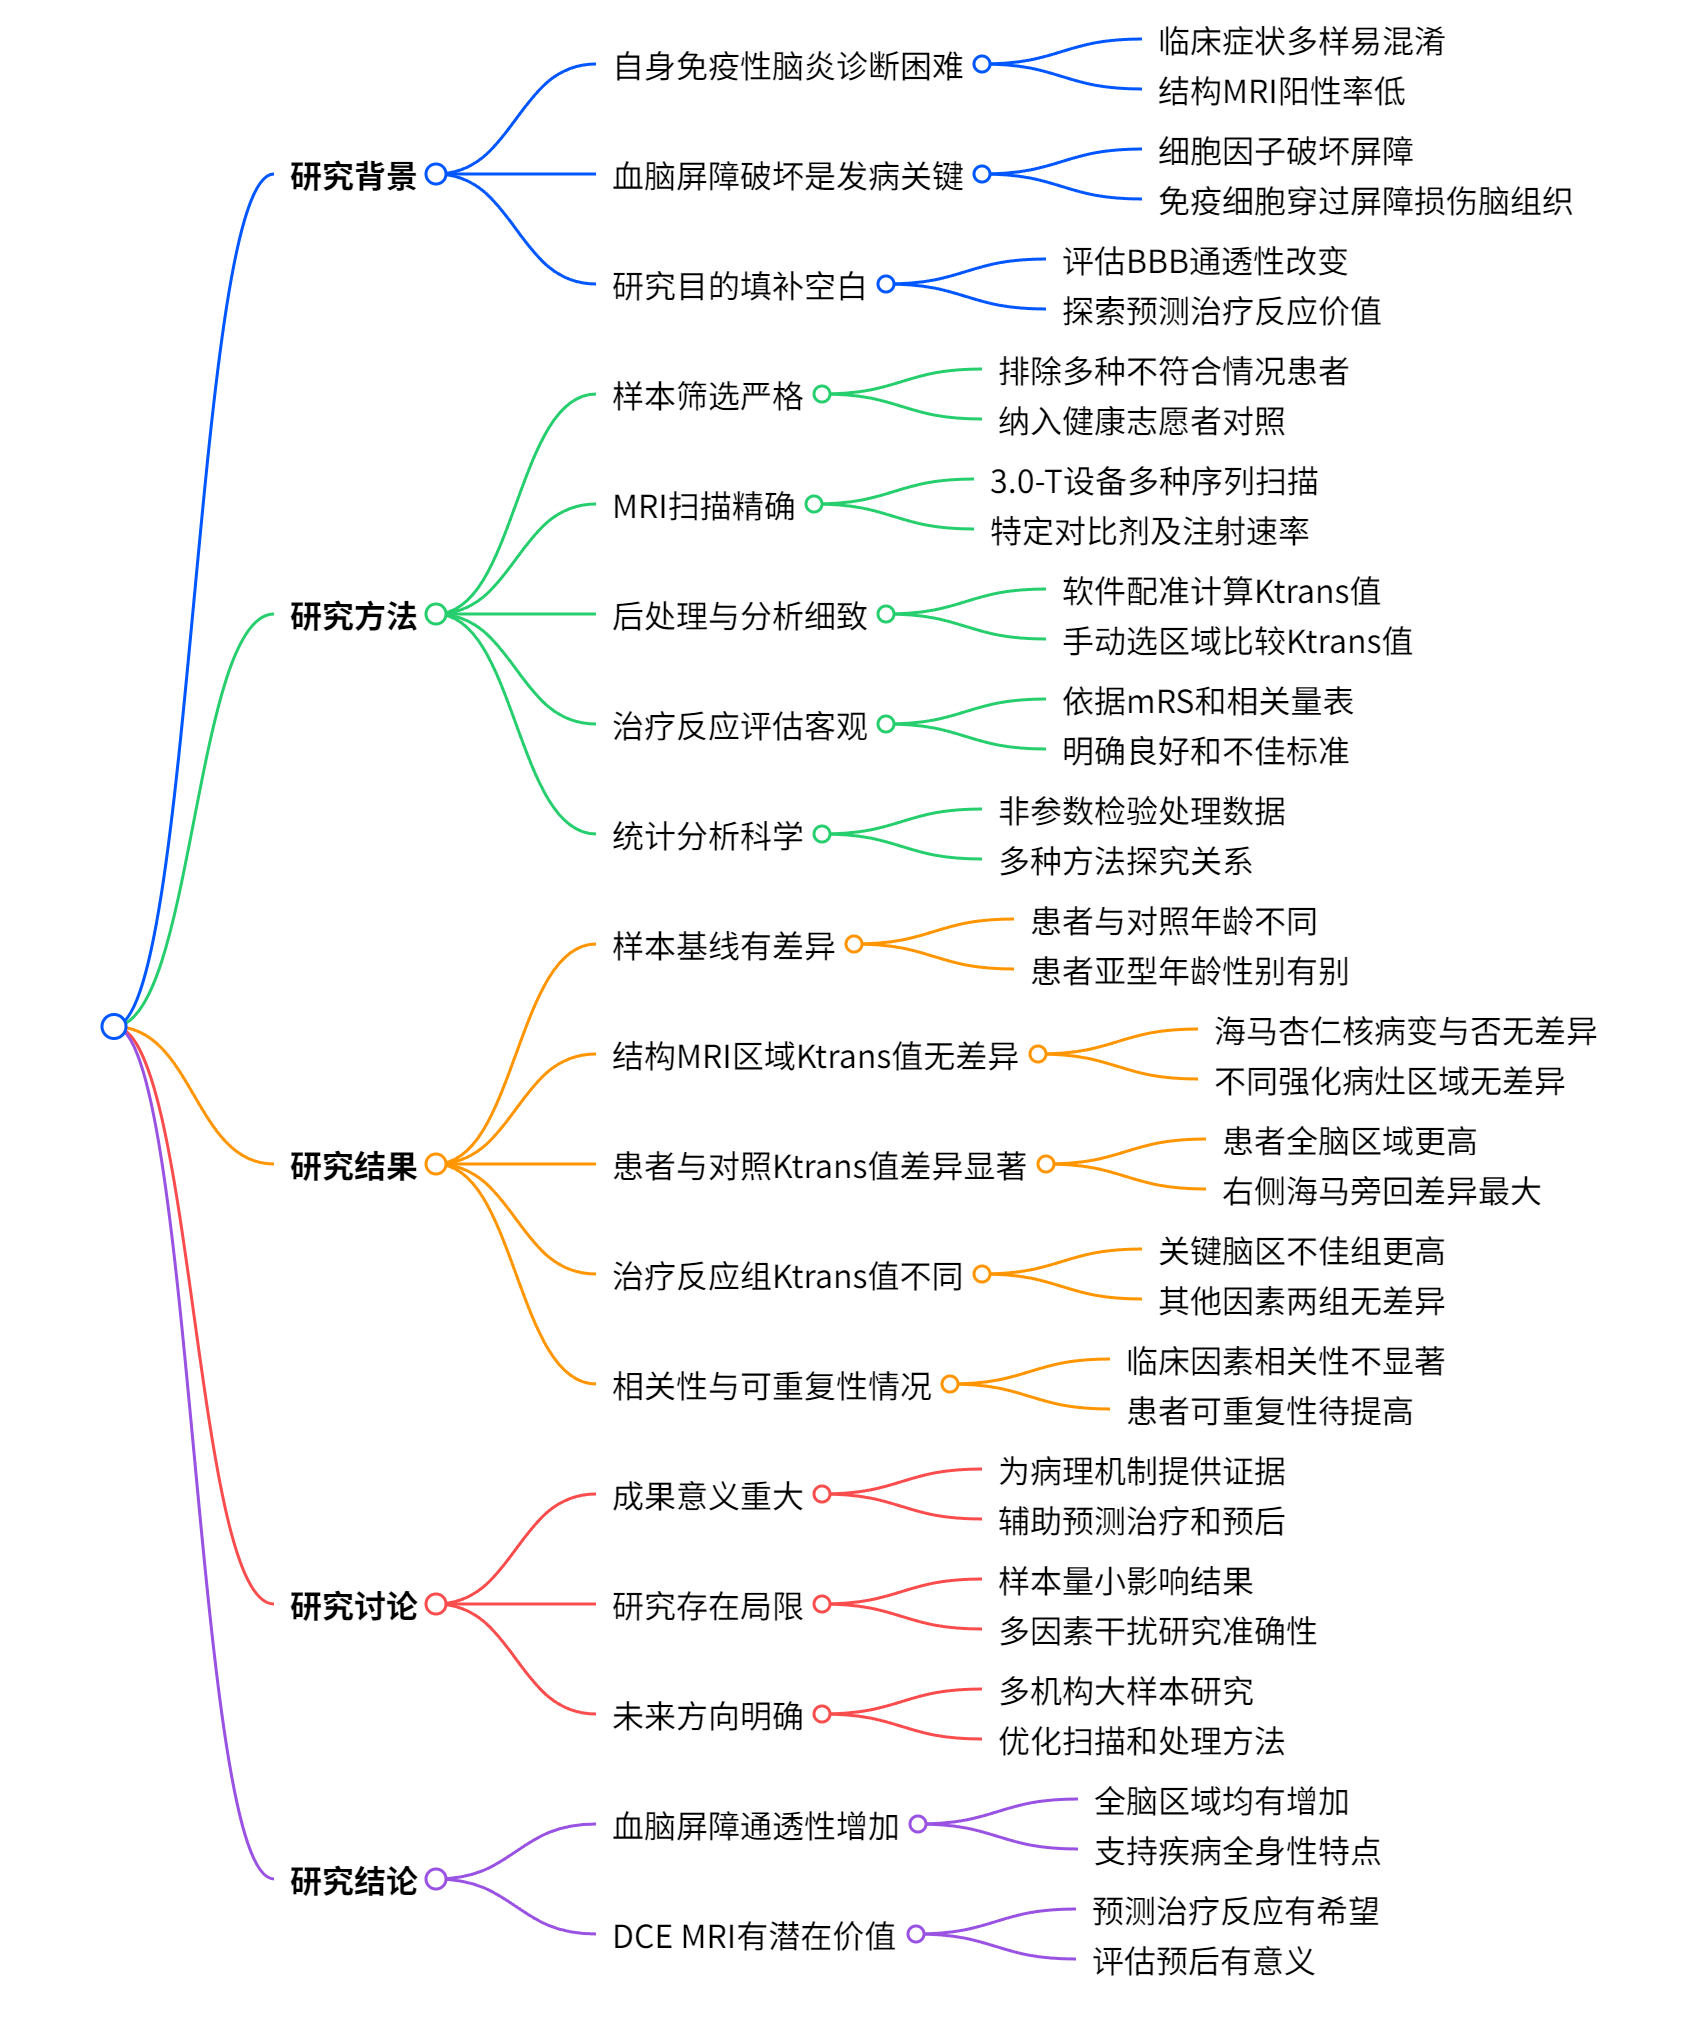 研究背景
自身免疫性脑炎诊断困难
临床症状多样易混淆
结构MRI阳性率低
血脑屏障破坏是发病关键
细胞因子破坏屏障
免疫细胞穿过屏障损伤脑组织
研究目的填补空白
评估BBB通透性改变
探索预测治疗反应价值
研究方法
样本筛选严格
排除多种不符合情况患者
纳入健康志愿者对照
MRI扫描精确
3.0-T设备多种序列扫描
特定对比剂及注射速率
后处理与分析细致
软件配准计算Ktrans值
手动选区域比较Ktrans值
治疗反应评估客观
依据mRS和相关量表
明确良好和不佳标准
统计分析科学
非参数检验处理数据
多种方法探究关系
研究结果
样本基线有差异
患者与对照年龄不同
患者亚型年龄性别有别
结构MRI区域Ktrans值无差异
海马杏仁核病变与否无差异
不同强化病灶区域无差异
患者与对照Ktrans值差异显著
患者全脑区域更高
右侧海马旁回差异最大
治疗反应组Ktrans值不同
关键脑区不佳组更高
其他因素两组无差异
相关性与可重复性情况
临床因素相关性不显著
患者可重复性待提高
研究讨论
成果意义重大
为病理机制提供证据
辅助预测治疗和预后
研究存在局限
样本量小影响结果
多因素干扰研究准确性
未来方向明确
多机构大样本研究
优化扫描和处理方法
研究结论
血脑屏障通透性增加
全脑区域均有增加
支持疾病全身性特点
DCE MRI有潜在价值
预测治疗反应有希望
评估预后有意义